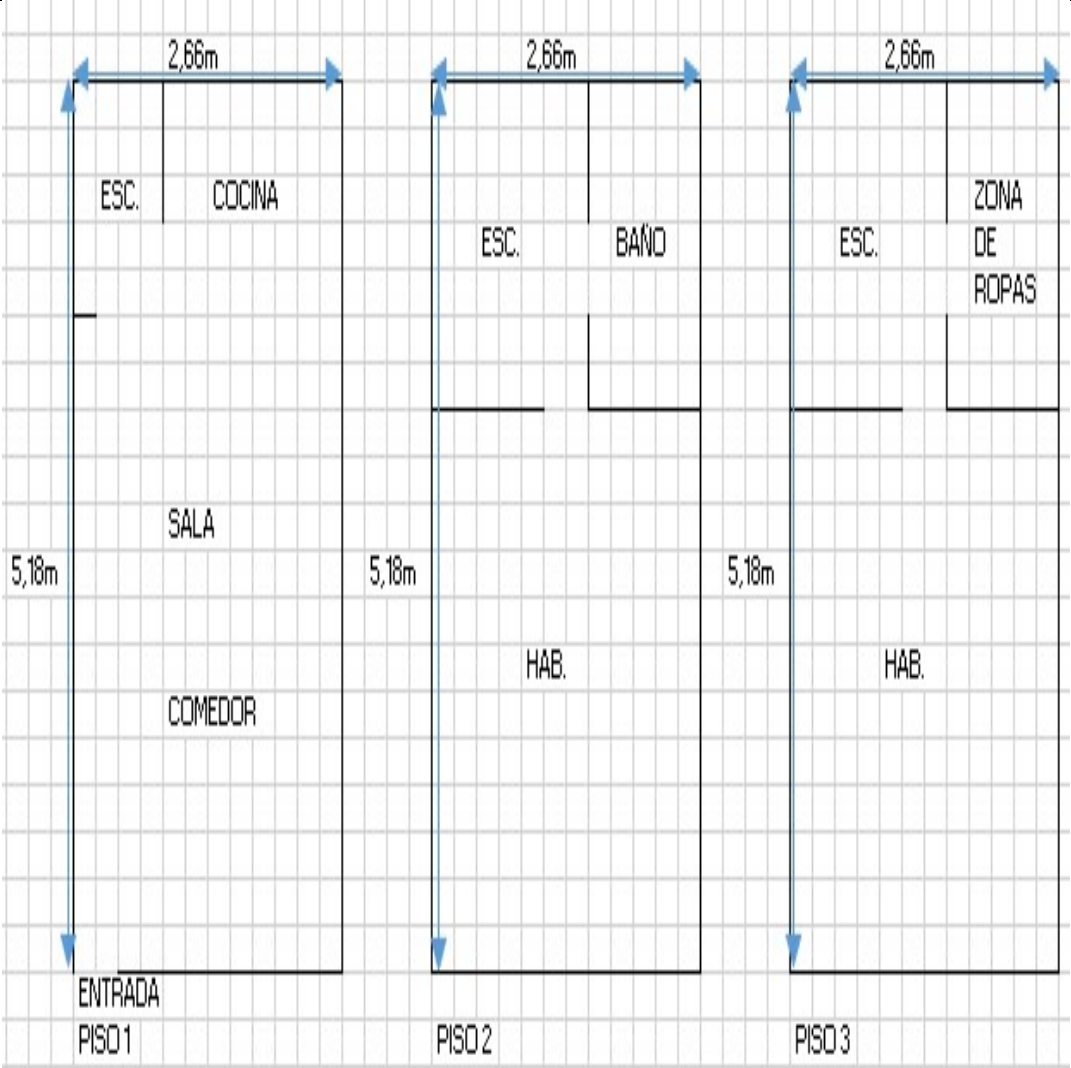 2,66m
ESC.
COCINA
SALA
5,18m
COMEDOR
ENTRADA
PISO 1
2,66m
ESC.
BAÑO
5,18m
HAB.
PISO 2
2,66m
ESC.
ZONA
DE
ROPAS
5,18m
HAB.
PISO 3